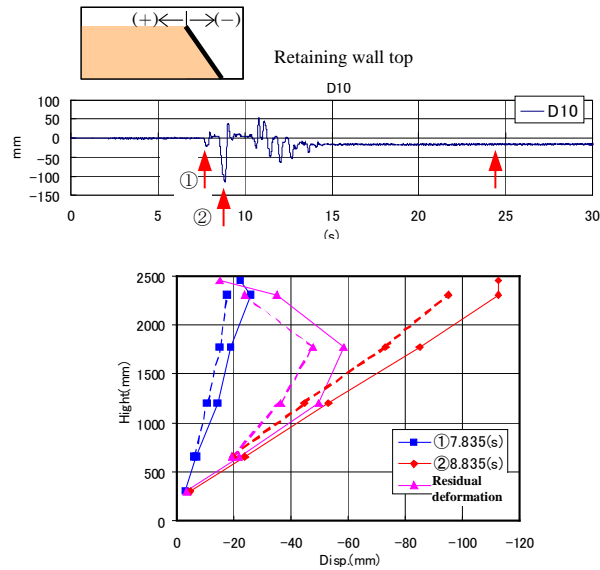 (+) (-)
Retaining wall top
D10
100
50
0
-50
-100
-150
mm
D10
①
②
0 5 10 15 20 25 30
(s)
2500
2000
1500
1000
500
0
Hight(mm)
①7.835(s)
②8.835(s)
Residual
deformation
0 -20 -40 -60 -80 -100 -120
Disp.(mm)